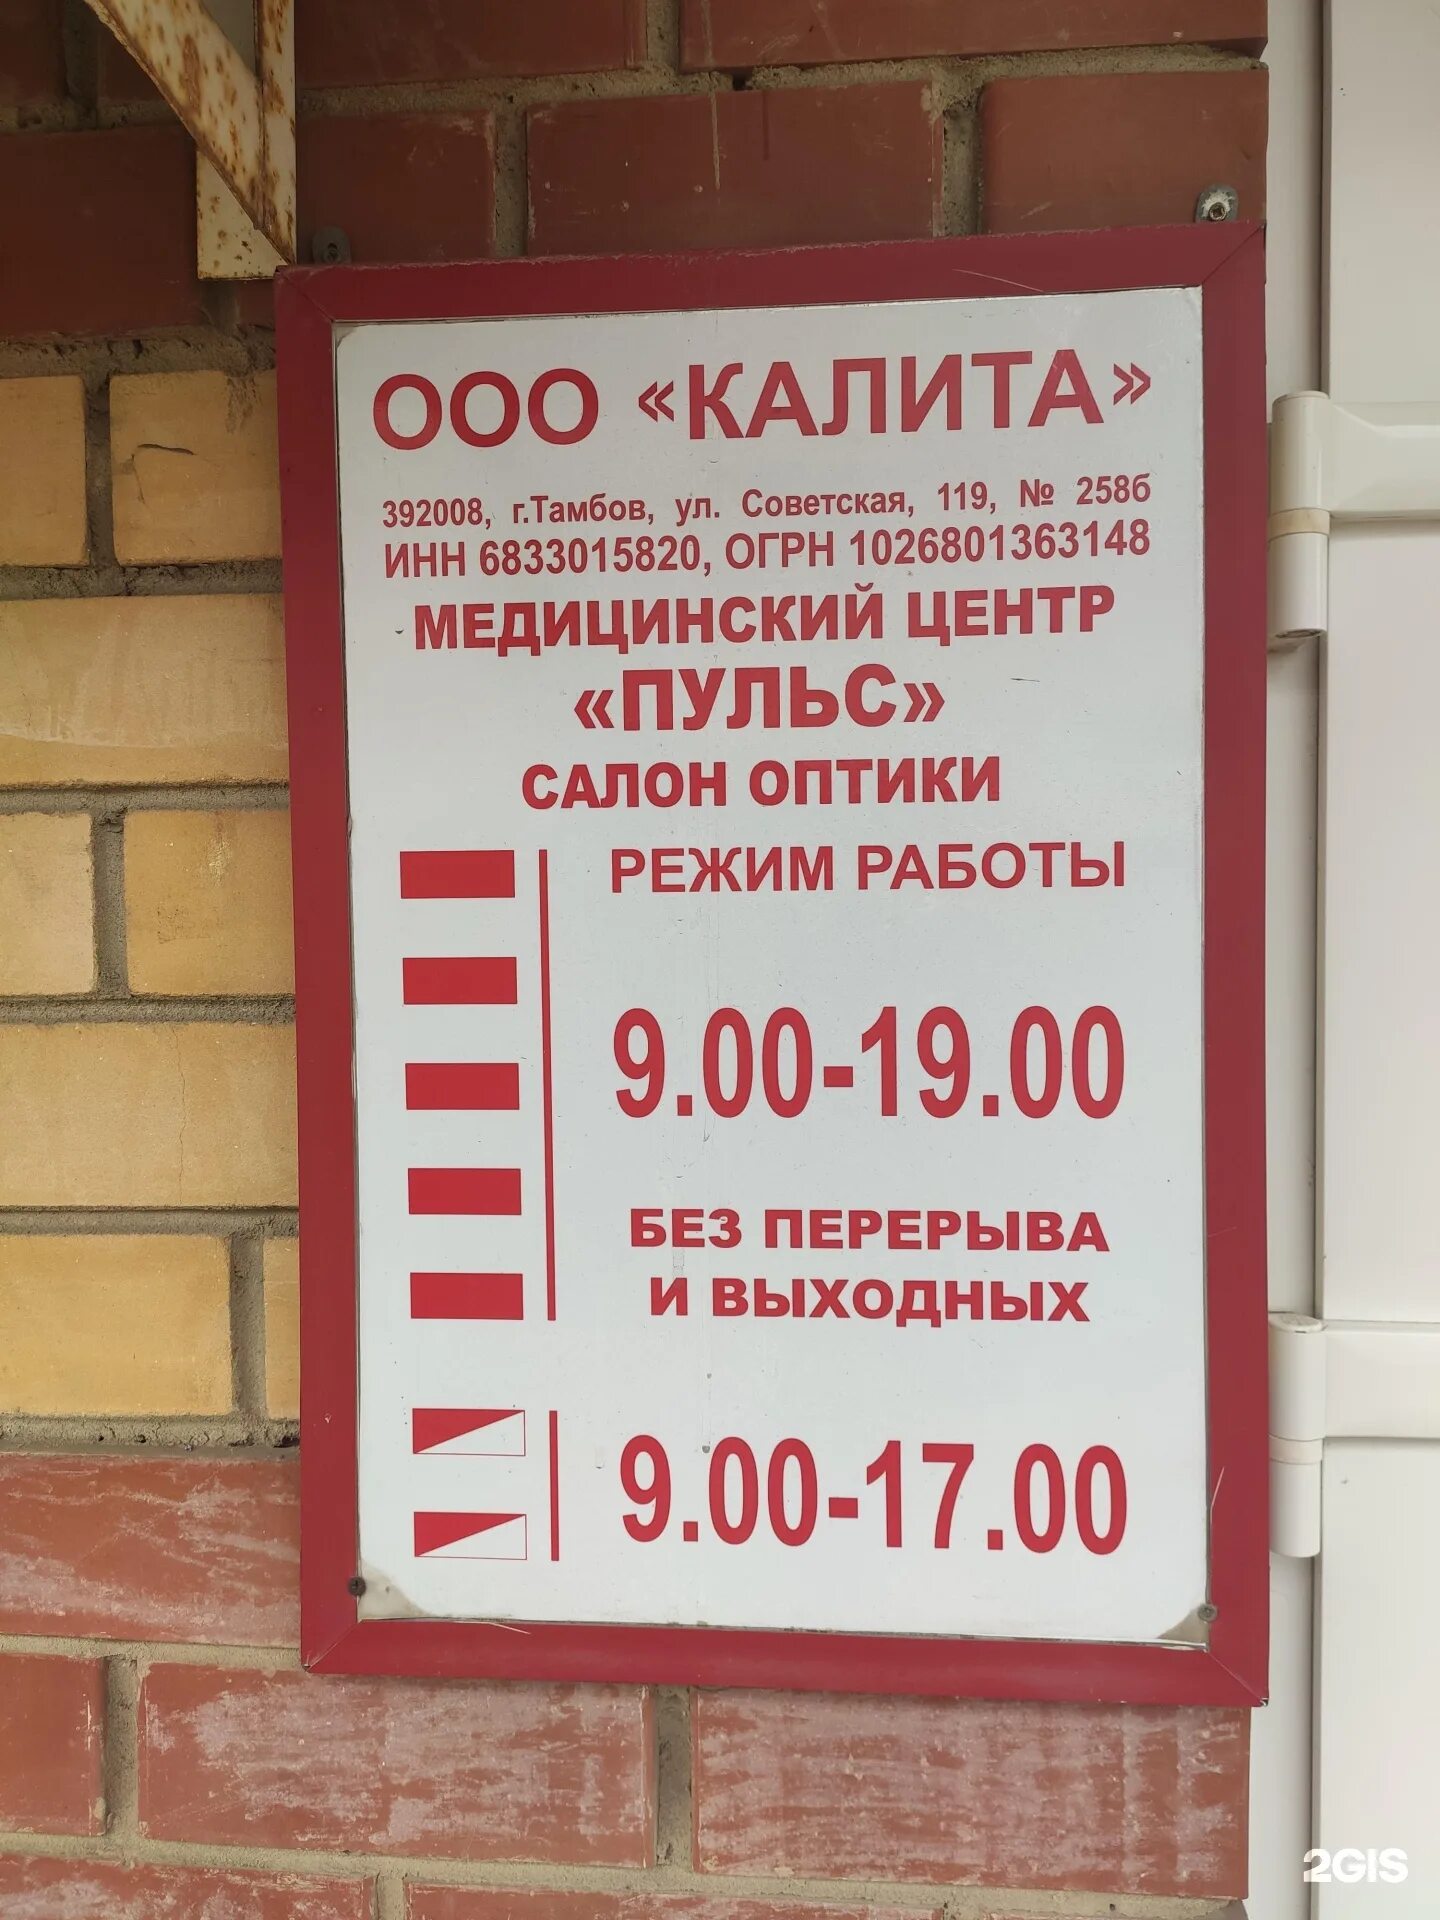 ООО «КАЛИТА»
392008, г.Тамбов, ул. Советская, 119, № 258б
ИНН 6833015820, ОГРН 1026801363148
МЕДИЦИНСКИЙ ЦЕНТР
«ПУЛЬС»
САЛОН ОПТИКИ
РЕЖИМ РАБОТЫ
9.00-19.00
БЕЗ ПЕРЕРЫВА
И ВЫХОДНЫХ
9.00-17.00
2GIS